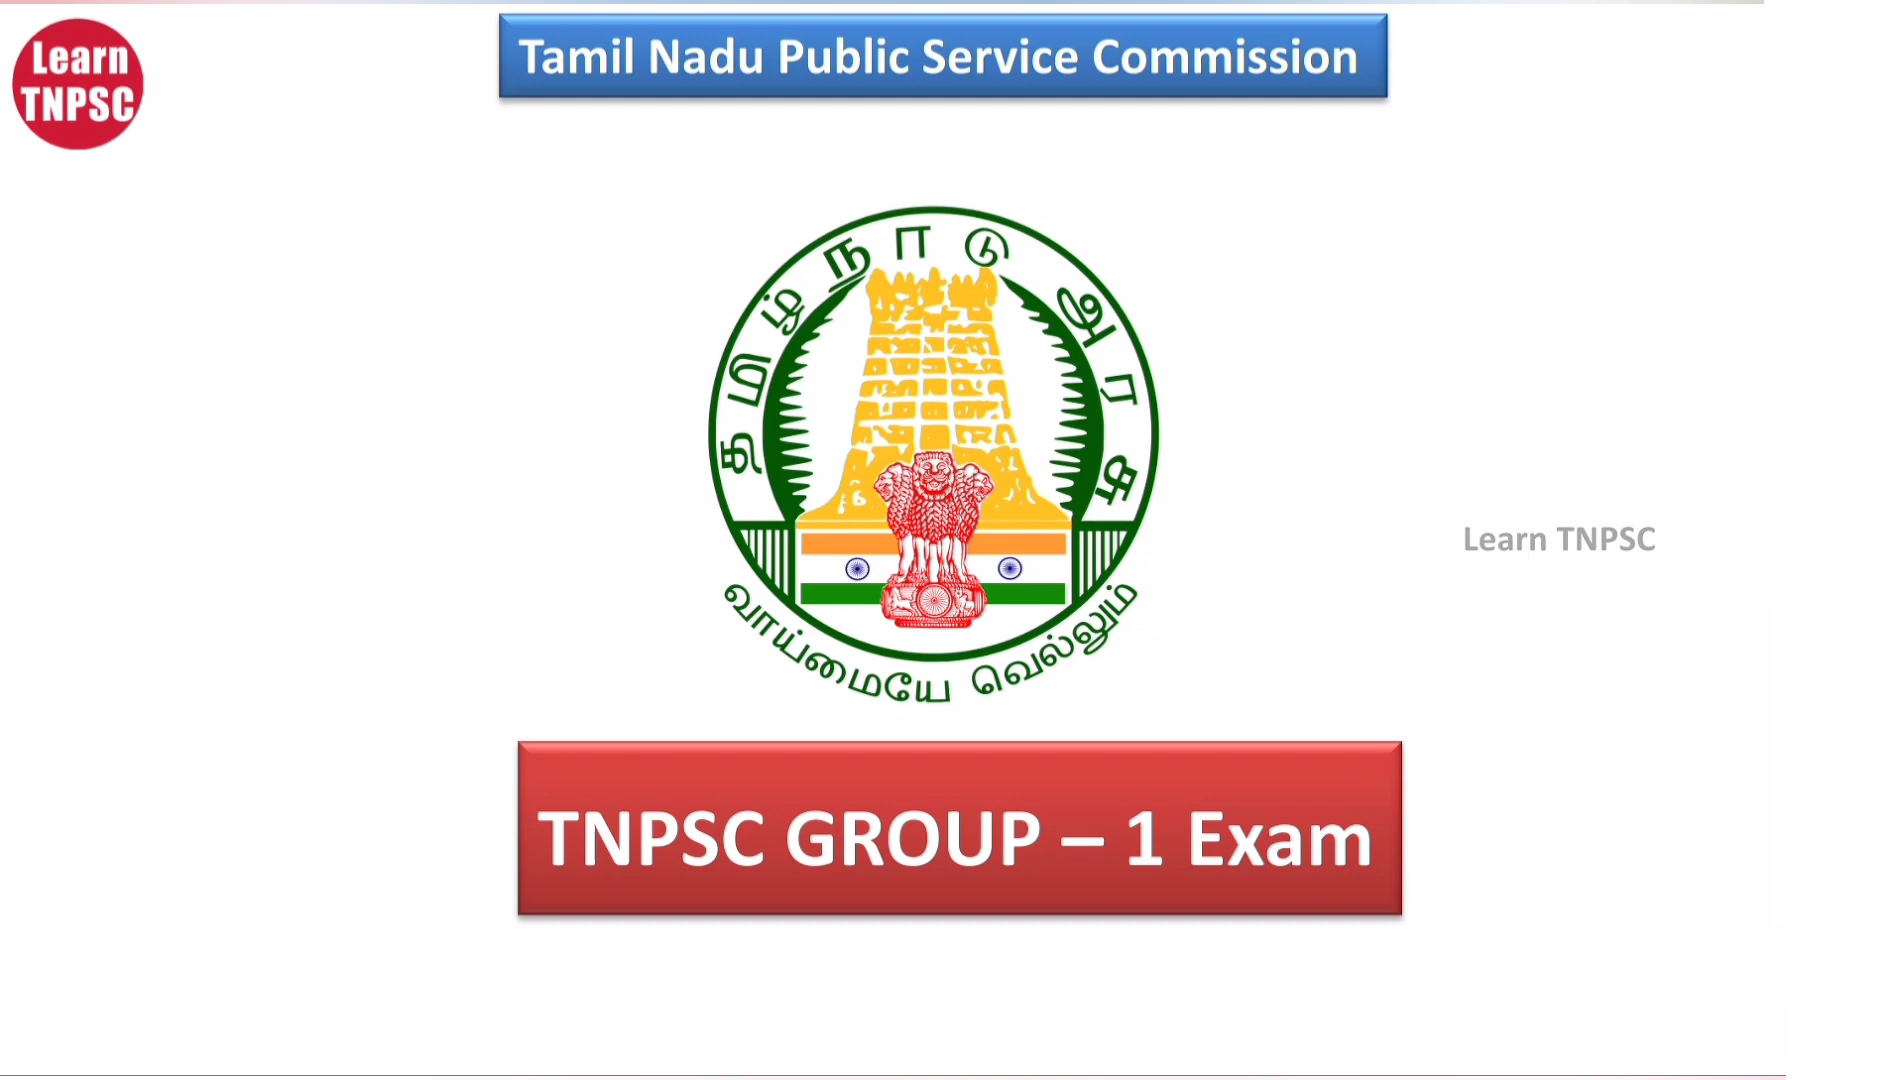 Learn
TNPSC
Tamil Nadu Public Service Commission
தமிழ் நாடு அரசு
வாய்மையே வெல்லும்
Learn TNPSC
TNPSC GROUP – 1 Exam